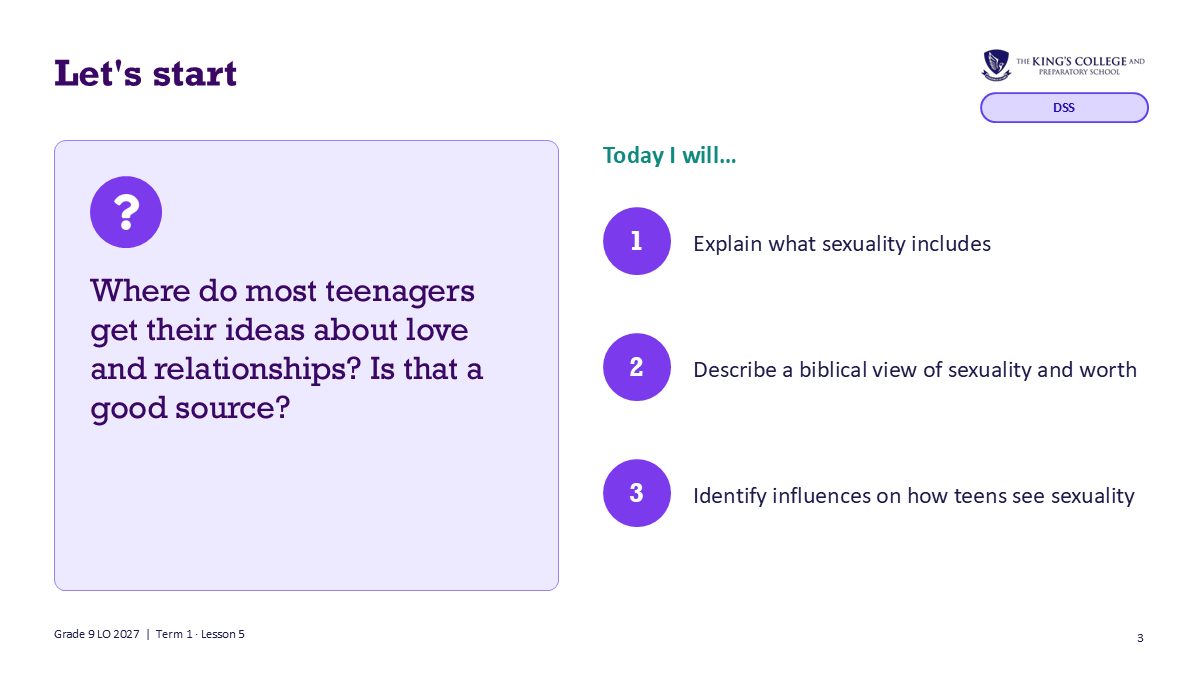 Let's start
THE KING'S COLLEGE AND
PREPARATORY SCHOOL
DSS
?
Where do most teenagers
get their ideas about love
and relationships? Is that a
good source?
Today I will…
1
Explain what sexuality includes
2
Describe a biblical view of sexuality and worth
3
Identify influences on how teens see sexuality
Grade 9 LO 2027 | Term 1 · Lesson 5
3